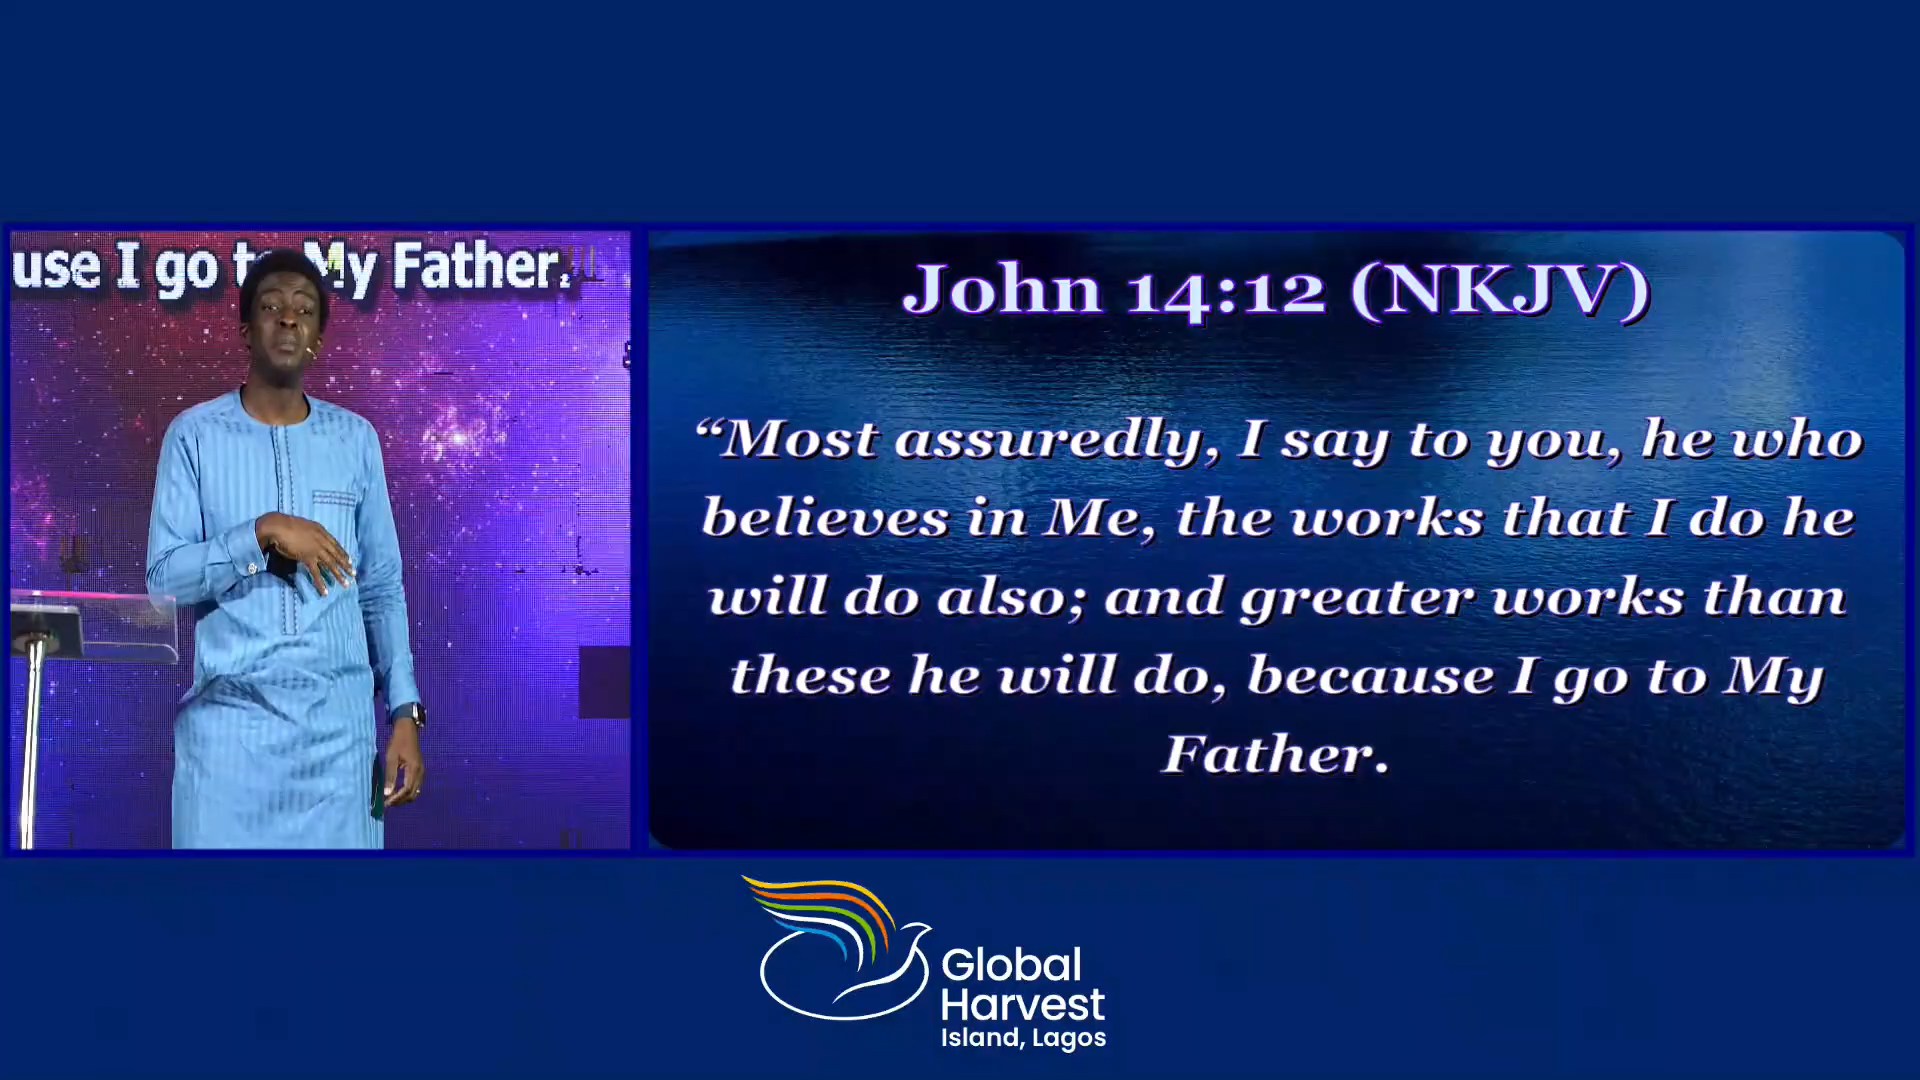 use I go to My Father.
John 14:12 (NKJV)
“Most assuredly, I say to you, he who
believes in Me, the works that I do he
will do also; and greater works than
these he will do, because I go to My
Father.
Global
Harvest
Island, Lagos